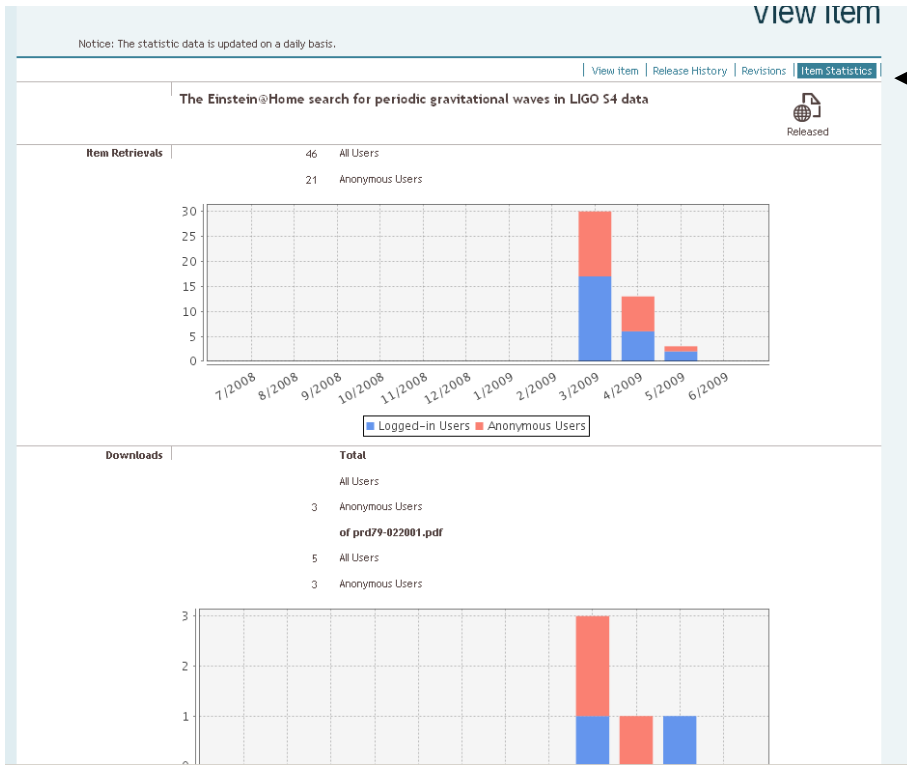 View Item
Notice: The statistic data is updated on a daily basis.
View item | Release History | Revisions | Item Statistics
The Einstein@Home search for periodic gravitational waves in LIGO S4 data
Released
Item Retrievals
46 All Users
21 Anonymous Users
30
25
20
15
10
5
0
7/2008 8/2008 9/2008 10/2008 11/2008 12/2008 1/2009 2/2009 3/2009 4/2009 5/2009 6/2009
Logged-in Users Anonymous Users
Downloads Total
All Users
3 Anonymous Users
of prd79-022001.pdf
5 All Users
3 Anonymous Users
3
2
1
0